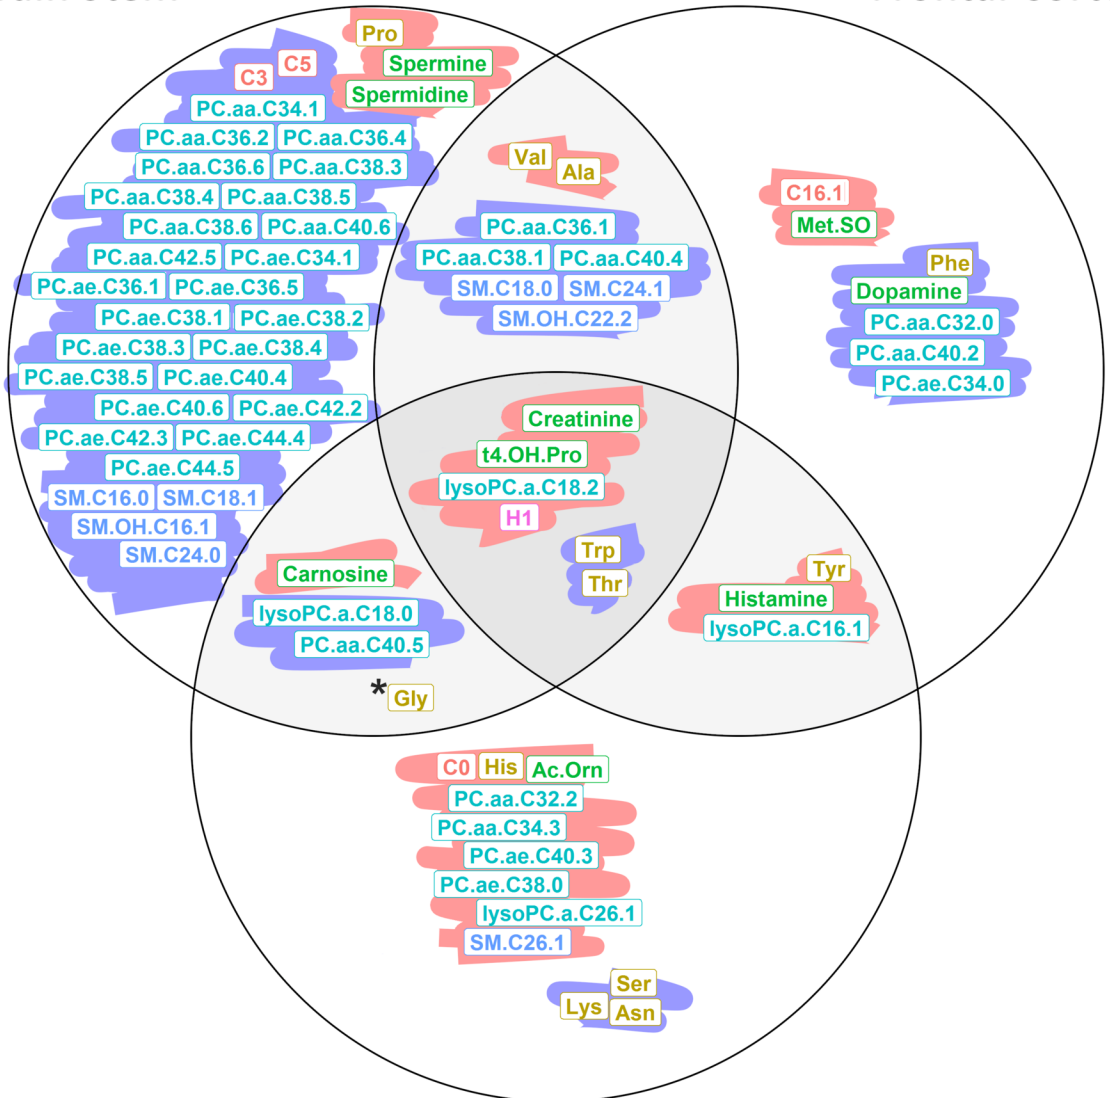 Pro
Spermine
Spermidine
C3 C5
PC.aa.C34.1
PC.aa.C36.2 PC.aa.C36.4
PC.aa.C36.6 PC.aa.C38.3
PC.aa.C38.4 PC.aa.C38.5
PC.aa.C38.6 PC.aa.C40.6
PC.aa.C42.5 PC.ae.C34.1
PC.ae.C36.1 PC.ae.C36.5
PC.ae.C38.1 PC.ae.C38.2
PC.ae.C38.3 PC.ae.C38.4
PC.ae.C38.5 PC.ae.C40.4
PC.ae.C40.6 PC.ae.C42.2
PC.ae.C42.3 PC.ae.C44.4
PC.ae.C44.5
SM.C16.0 SM.C18.1
SM.OH.C16.1
SM.C24.0
Val
Ala
PC.aa.C36.1
PC.aa.C38.1 PC.aa.C40.4
SM.C18.0 SM.C24.1
SM.OH.C22.2
C16.1
Met.SO
Phe
Dopamine
PC.aa.C32.0
PC.aa.C40.2
PC.ae.C34.0
Creatinine
t4.OH.Pro
lysoPC.a.C18.2
H1
Trp
Thr
Carnosine
lysoPC.a.C18.0
PC.aa.C40.5
*Gly
Tyr
Histamine
lysoPC.a.C16.1
C0 His Ac.Orn
PC.aa.C32.2
PC.aa.C34.3
PC.ae.C40.3
PC.ae.C38.0
lysoPC.a.C26.1
SM.C26.1
Ser
Lys Asn